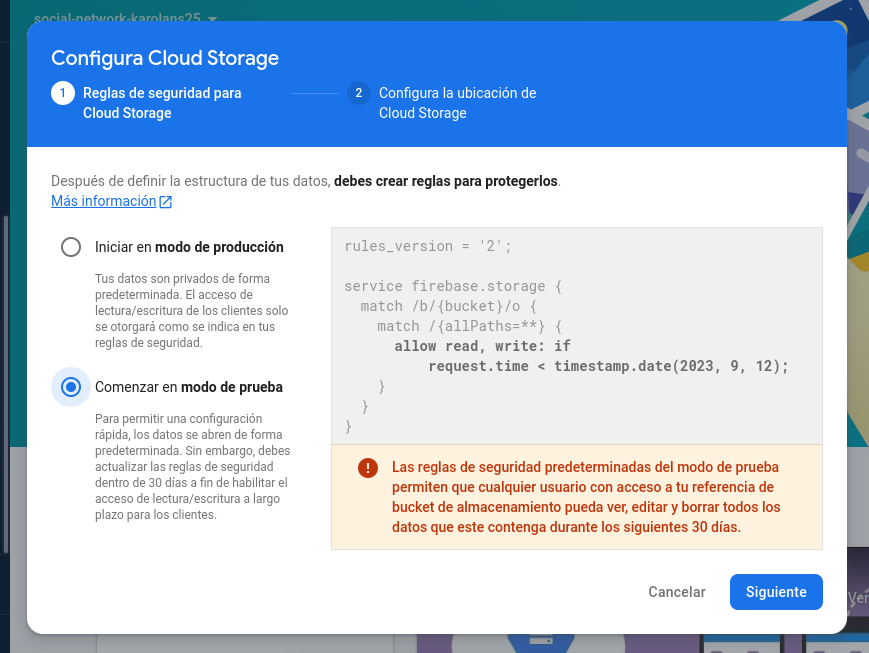 social-network-karolans25
Configura Cloud Storage
1 Reglas de seguridad para
Cloud Storage
2 Configura la ubicación de
Cloud Storage
Después de definir la estructura de tus datos, debes crear reglas para protegerlos.
Más información
Iniciar en modo de producción
Tus datos son privados de forma
predeterminada. El acceso de
lectura/escritura de los clientes solo
se otorgará como se indica en tus
reglas de seguridad.
Comenzar en modo de prueba
Para permitir una configuración
rápida, los datos se abren de forma
predeterminada. Sin embargo, debes
actualizar las reglas de seguridad
dentro de 30 días a fin de habilitar el
acceso de lectura/escritura a largo
plazo para los clientes.
rules_version = '2';
service firebase.storage {
match /b/{bucket}/o {
match /{allPaths=**} {
allow read, write: if
request.time < timestamp.date(2023, 9, 12);
}
}
}
Las reglas de seguridad predeterminadas del modo de prueba
permiten que cualquier usuario con acceso a tu referencia de
bucket de almacenamiento pueda ver, editar y borrar todos los
datos que este contenga durante los siguientes 30 días.
Cancelar
Siguiente
Ver